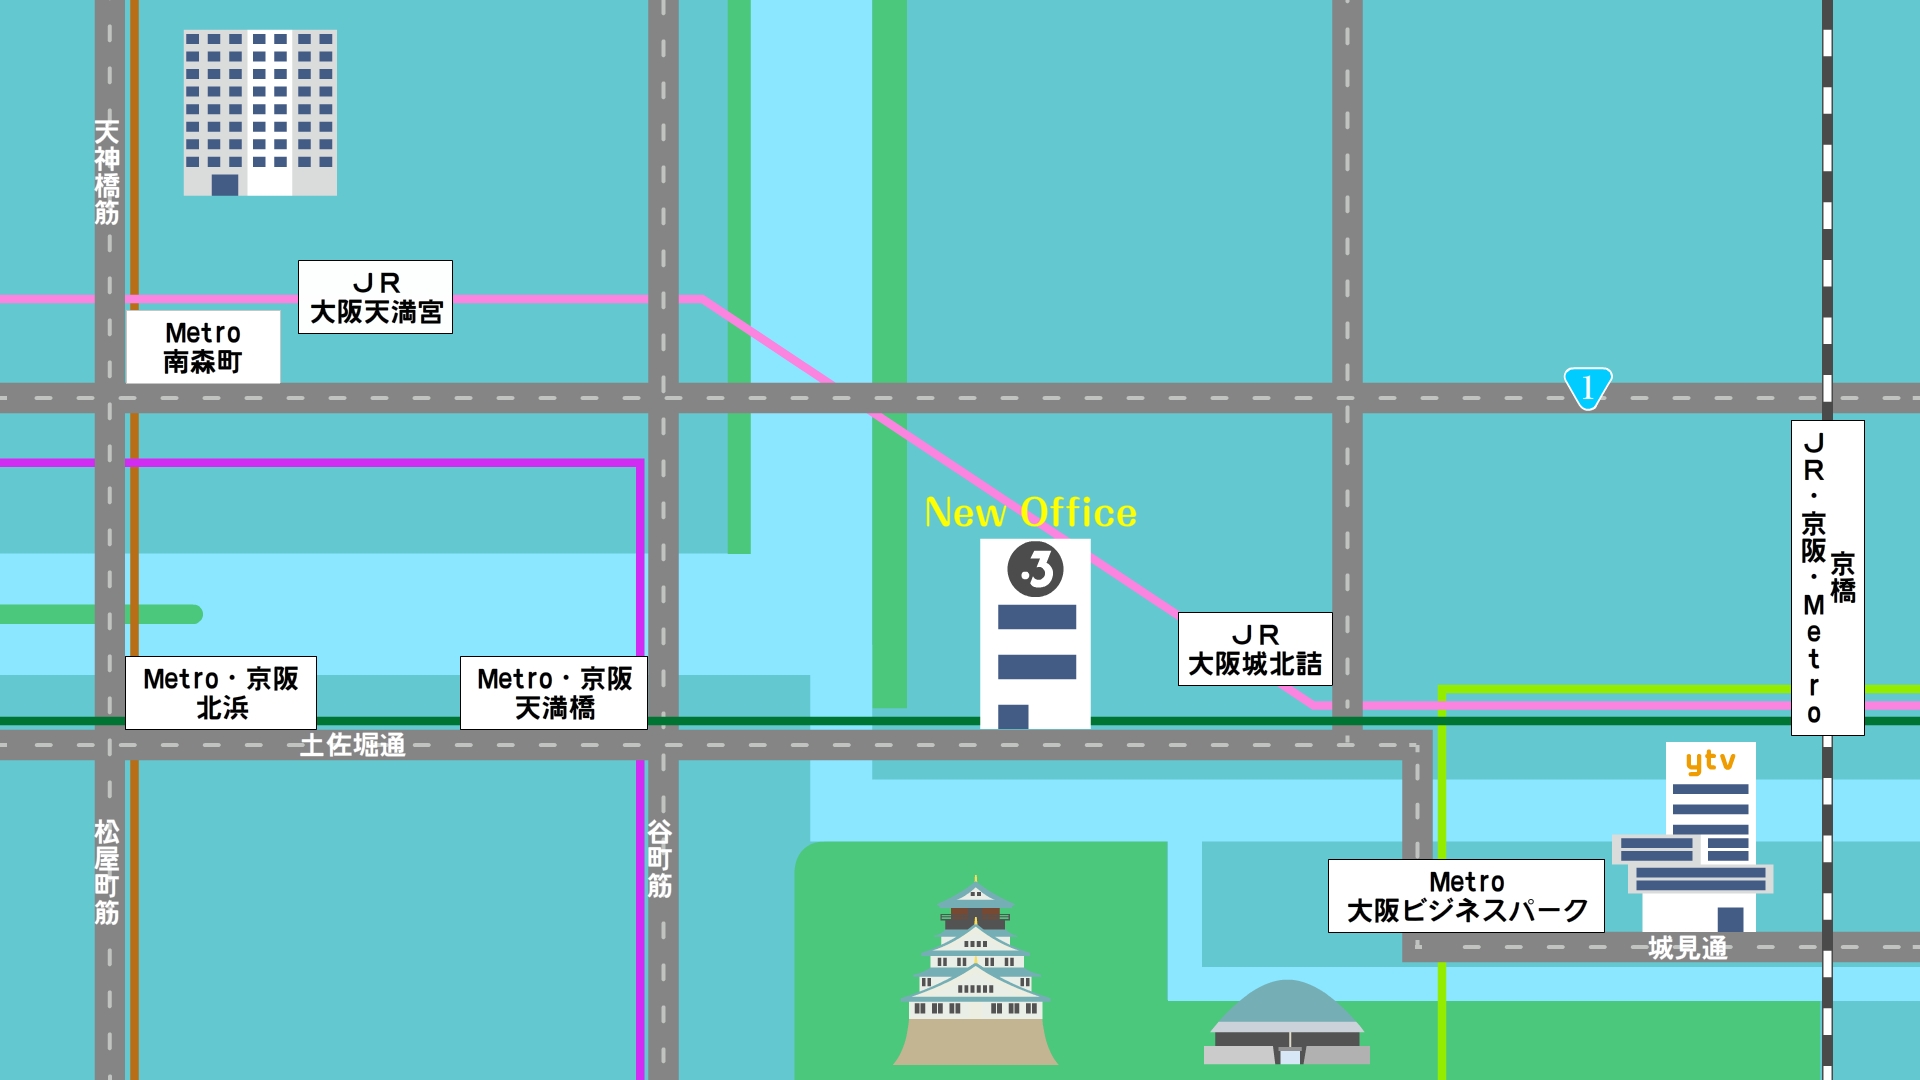 天神橋筋
JR
大阪天満宮
Metro
南森町
1
JR・京阪・Metro
京橋
New Office
.3
JR
大阪城北詰
Metro・京阪
北浜
Metro・京阪
天満橋
土佐堀通
ytv
松屋町筋
谷町筋
Metro
大阪ビジネスパーク
城見通